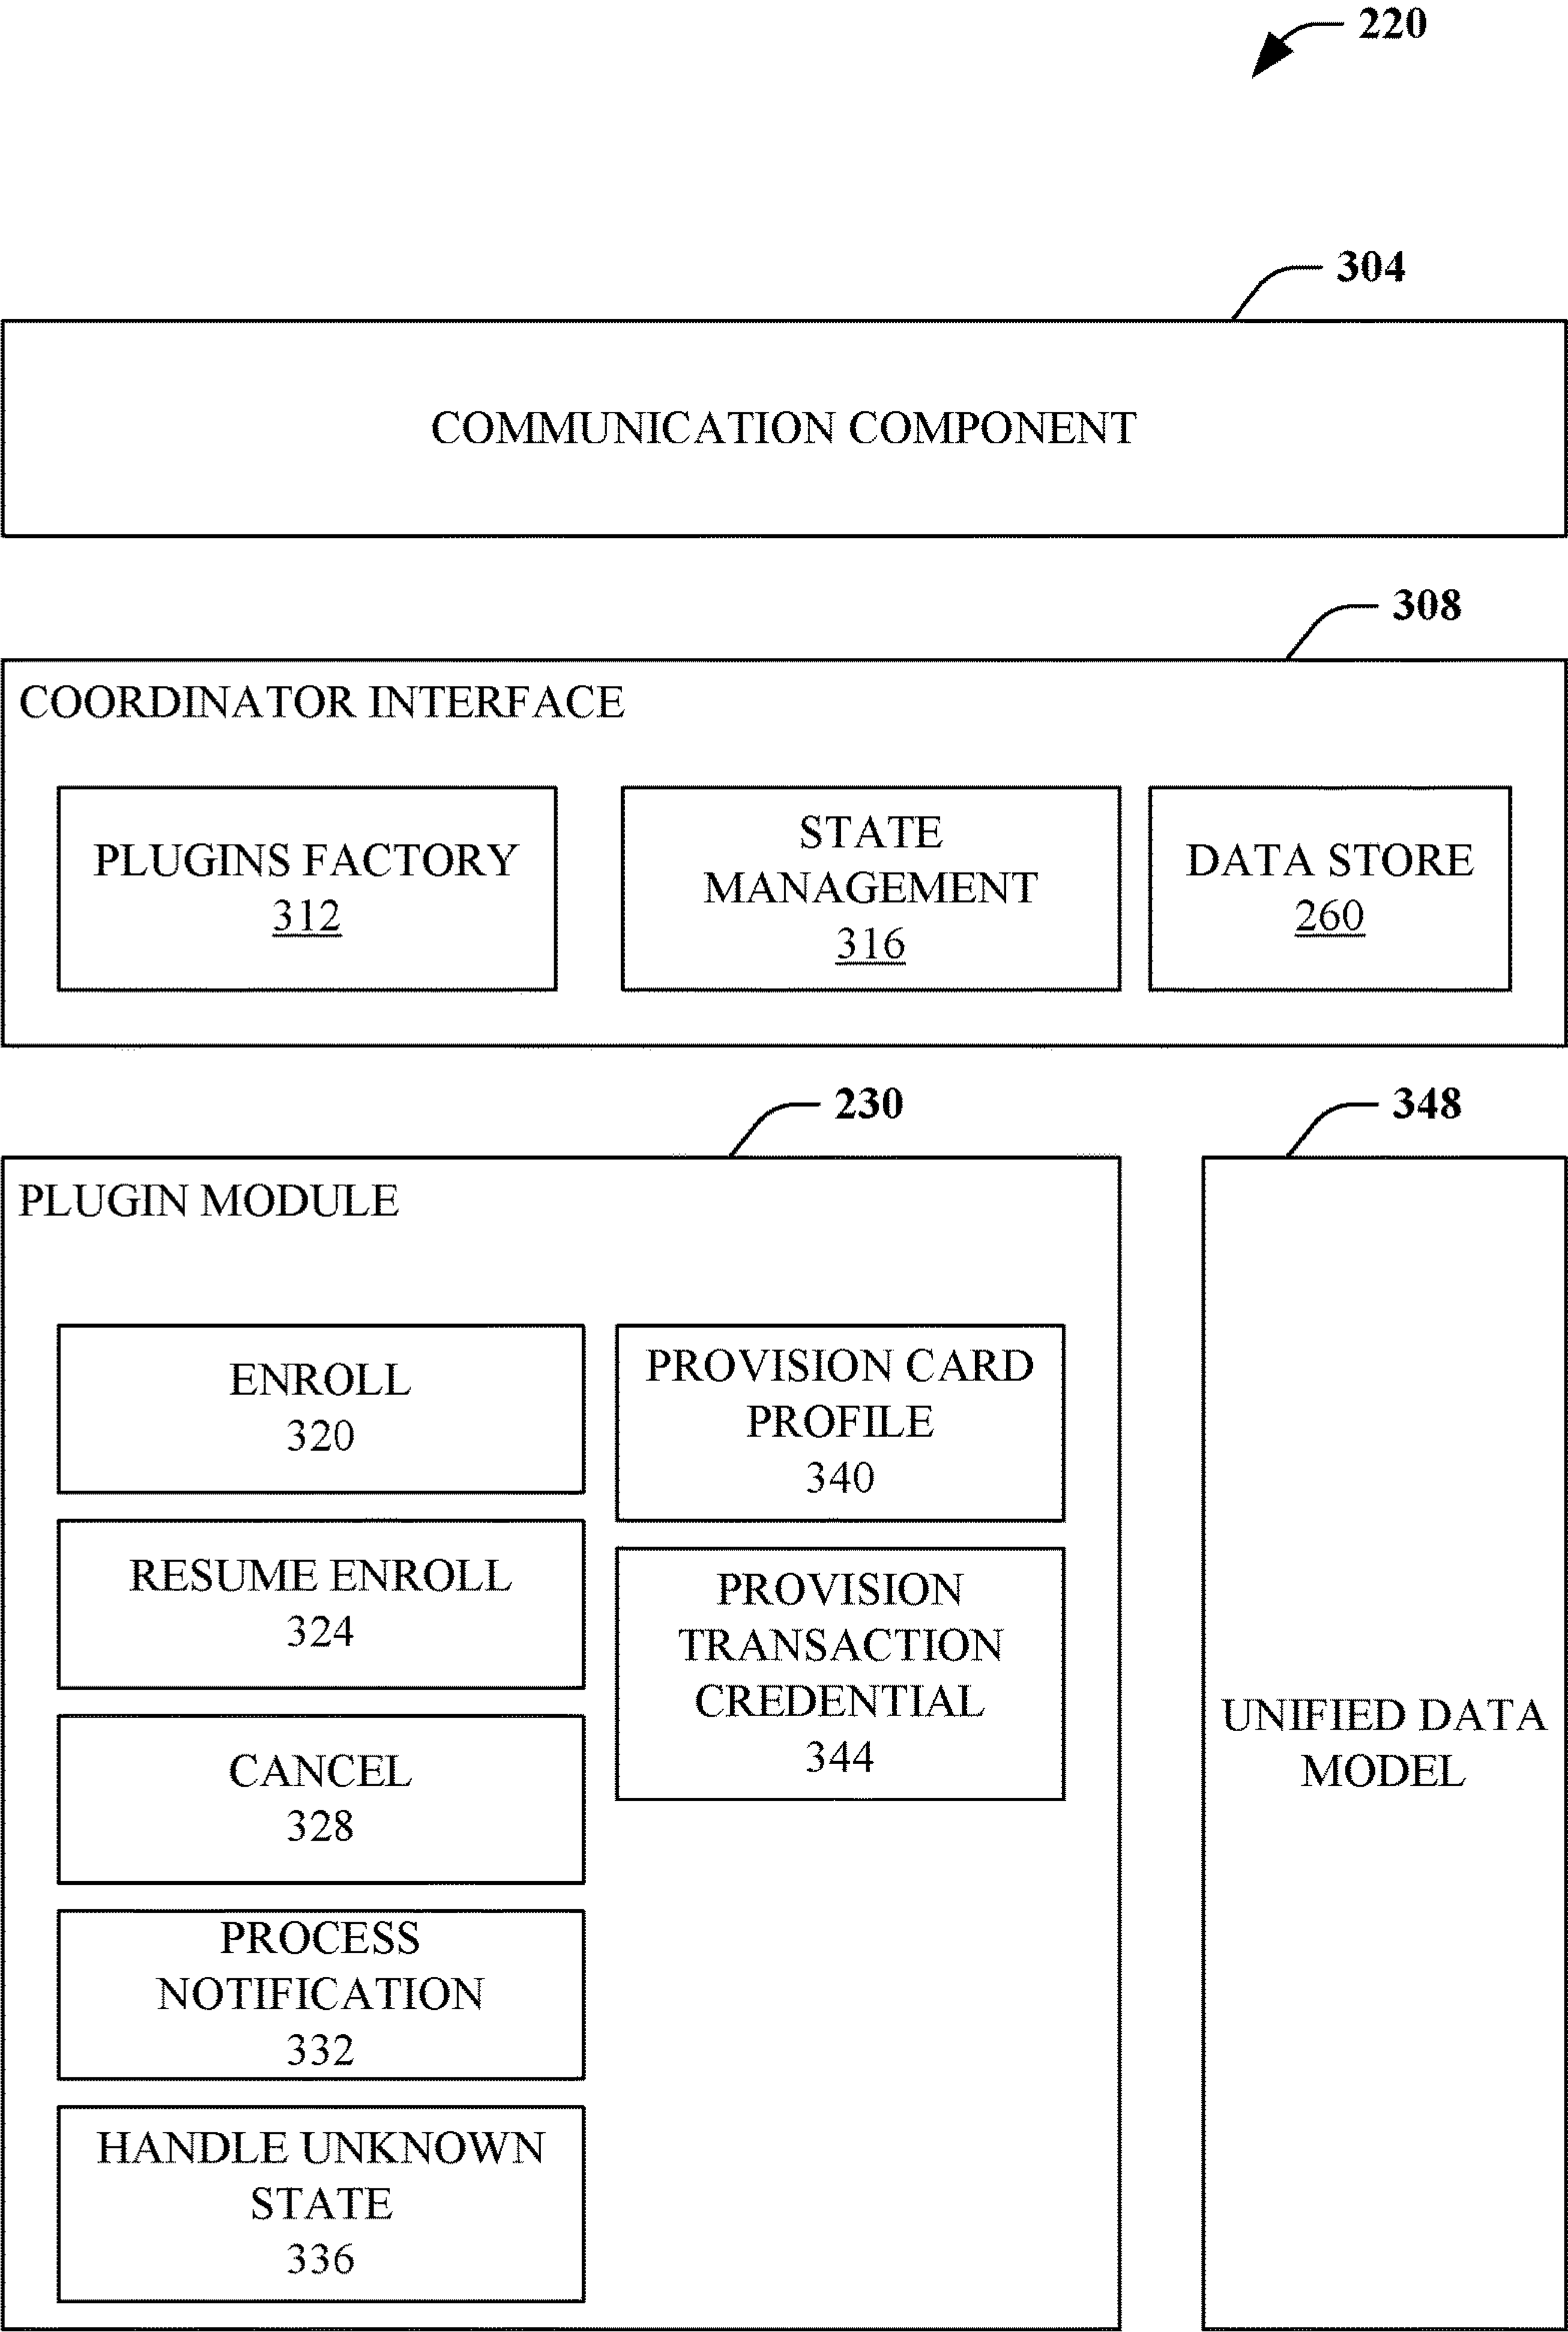 220
304
COMMUNICATION COMPONENT
308
COORDINATOR INTERFACE
PLUGINS FACTORY
312
STATE
MANAGEMENT
316
DATA STORE
260
230
PLUGIN MODULE
ENROLL
320
RESUME ENROLL
324
CANCEL
328
PROCESS
NOTIFICATION
332
HANDLE UNKNOWN
STATE
336
PROVISION CARD
PROFILE
340
PROVISION
TRANSACTION
CREDENTIAL
344
348
UNIFIED DATA
MODEL